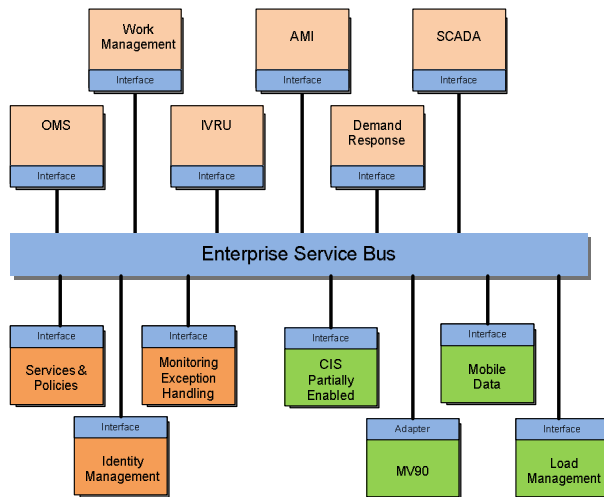 Work
Management
Interface
AMI
Interface
SCADA
Interface
OMS
Interface
IVRU
Interface
Demand
Response
Interface
Enterprise Service Bus
Interface
Services &
Policies
Interface
Monitoring
Exception
Handling
Interface
CIS
Partially
Enabled
Interface
Mobile
Data
Interface
Identity
Management
Adapter
MV90
Interface
Load
Management